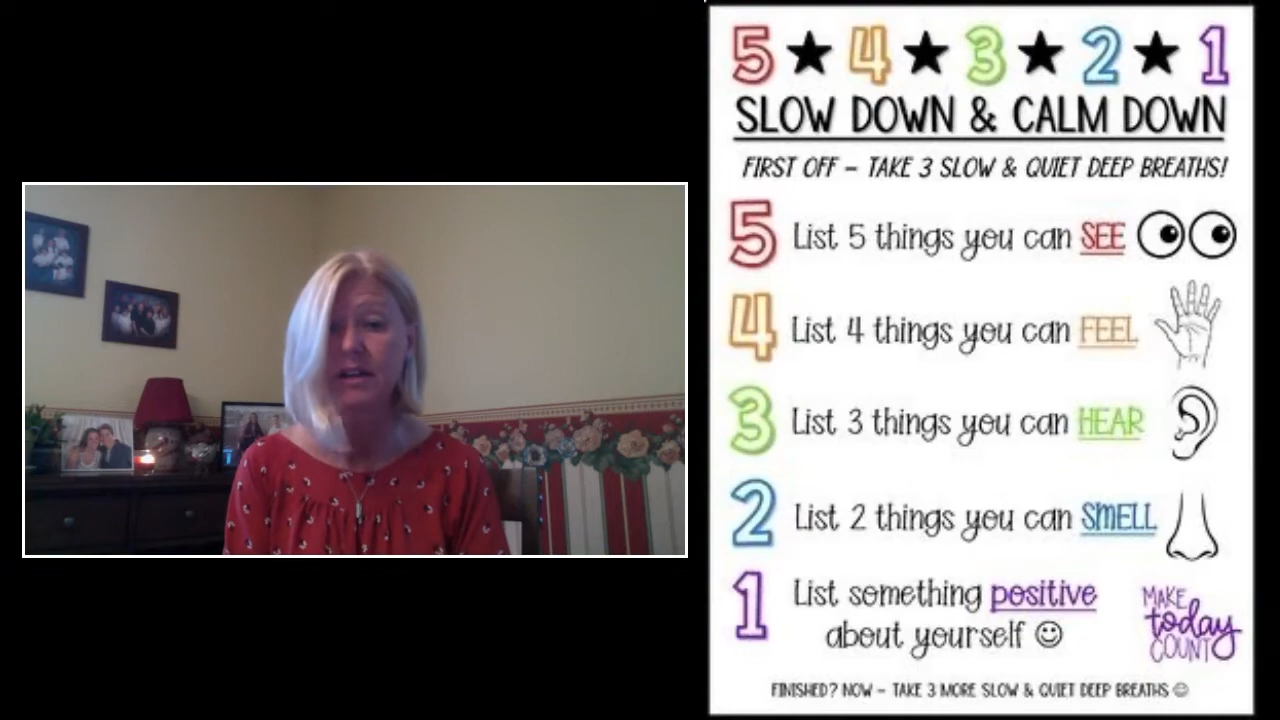 5 ★ 4 ★ 3 ★ 2 ★ 1
SLOW DOWN & CALM DOWN
FIRST OFF – TAKE 3 SLOW & QUIET DEEP BREATHS!
5 List 5 things you can SEE
4 List 4 things you can FEEL
3 List 3 things you can HEAR
2 List 2 things you can SMELL
1 List something positive
about yourself ☺
MAKE
today
COUNT
FINISHED? NOW – TAKE 3 MORE SLOW & QUIET DEEP BREATHS ☺